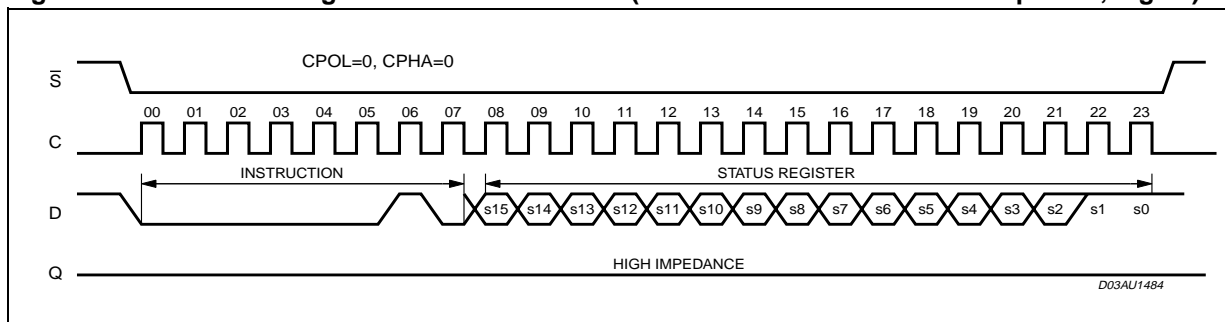 CPOL=0, CPHA=0
S
00 01 02 03 04 05 06 07 08 09 10 11 12 13 14 15 16 17 18 19 20 21 22 23
C
INSTRUCTION STATUS REGISTER
D s15 s14 s13 s12 s11 s10 s9 s8 s7 s6 s5 s4 s3 s2 s1 s0
HIGH IMPEDANCE
Q
D03AU1484